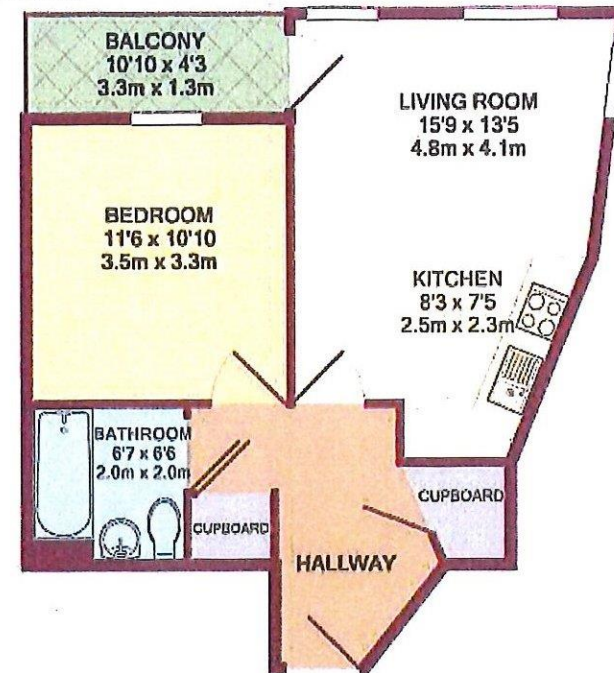 BALCONY
10'10 x 4'3
3.3m x 1.3m
LIVING ROOM
15'9 x 13'5
4.8m x 4.1m
BEDROOM
11'6 x 10'10
3.5m x 3.3m
KITCHEN
8'3 x 7'5
2.5m x 2.3m
BATHROOM
6'7 x 6'6
2.0m x 2.0m
CUPBOARD
CUPBOARD
HALLWAY